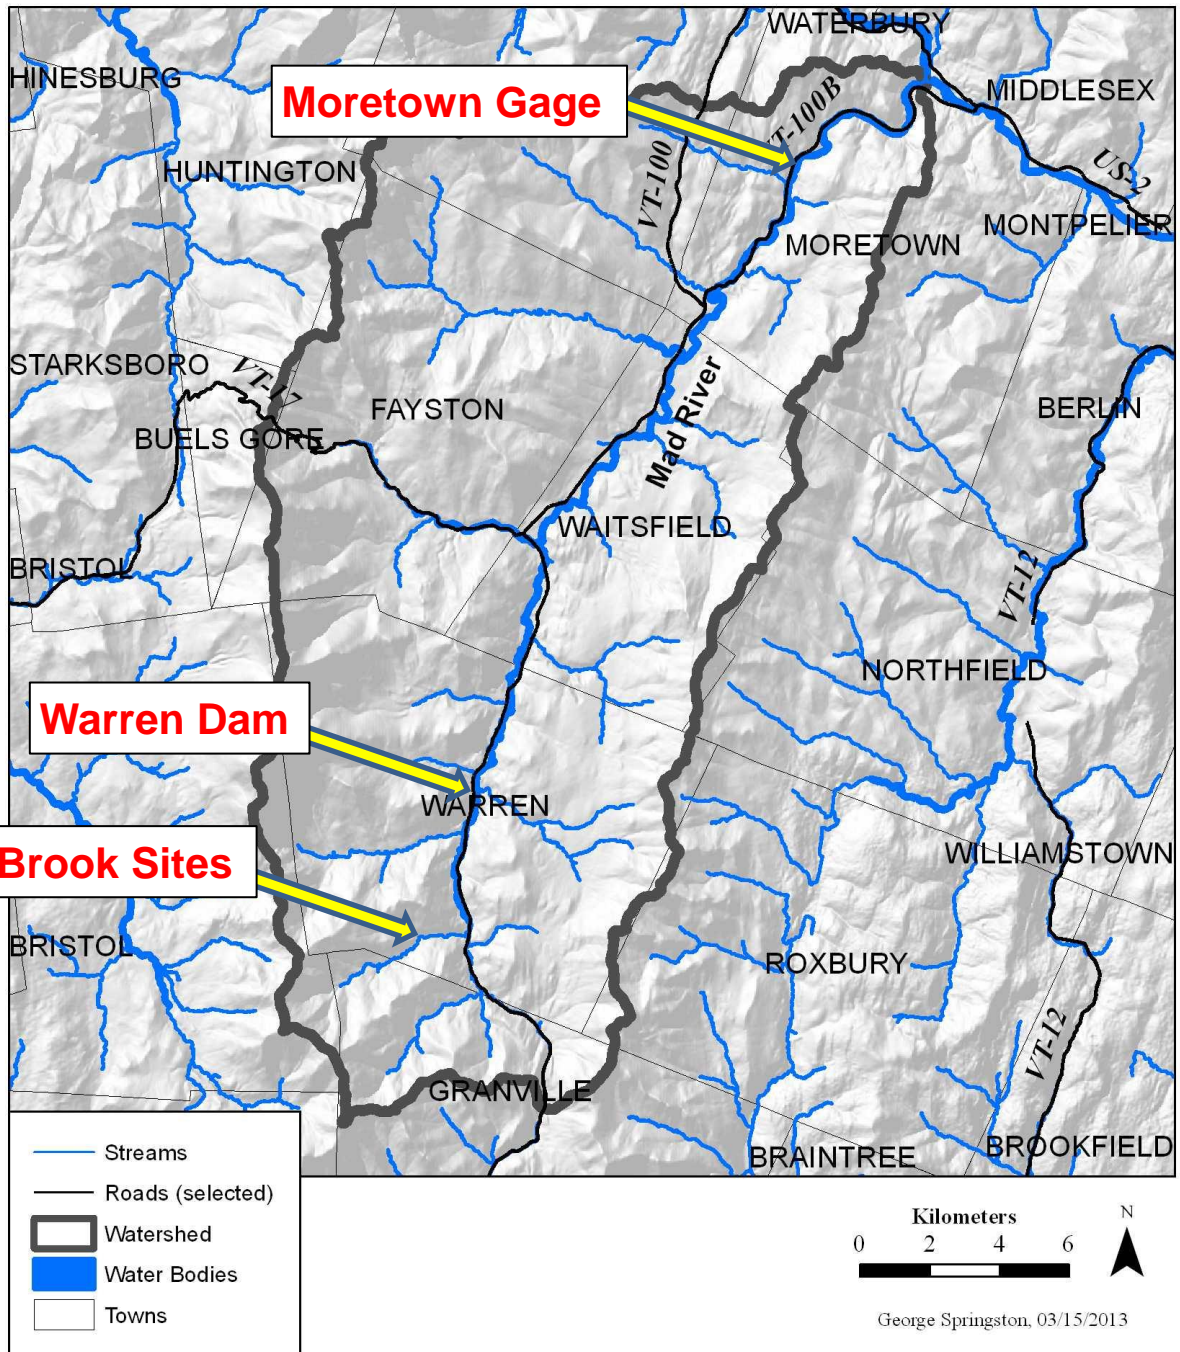 WATERBURY
HINESBURG
MIDDLESEX
Moretown Gage
VT-100B
HUNTINGTON
VT-100
US-2
MONTPELIER
MORETOWN
STARKSBORO
VT-17
FAYSTON
BERLIN
BUELS GORE
Mad River
WAITSFIELD
BRISTOL
VT-12
NORTHFIELD
Warren Dam
WARREN
Brook Sites
WILLIAMSTOWN
BRISTOL
ROXBURY
VT-12
GRANVILLE
BRAINTREE
BROOKFIELD
Streams
Roads (selected)
Watershed
Water Bodies
Towns
Kilometers
0 2 4 6
N
George Springston, 03/15/2013